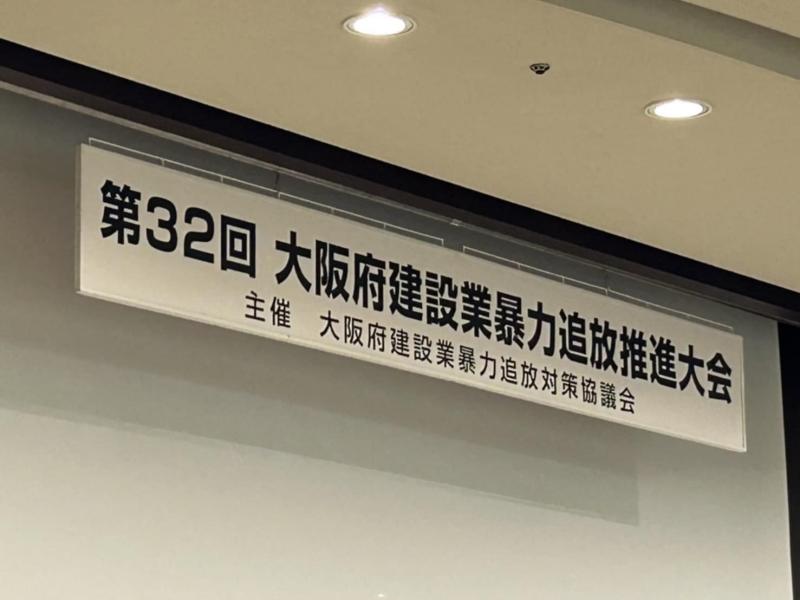 第32回 大阪府建設業暴力追放推進大会
主催　大阪府建設業暴力追放対策協議会